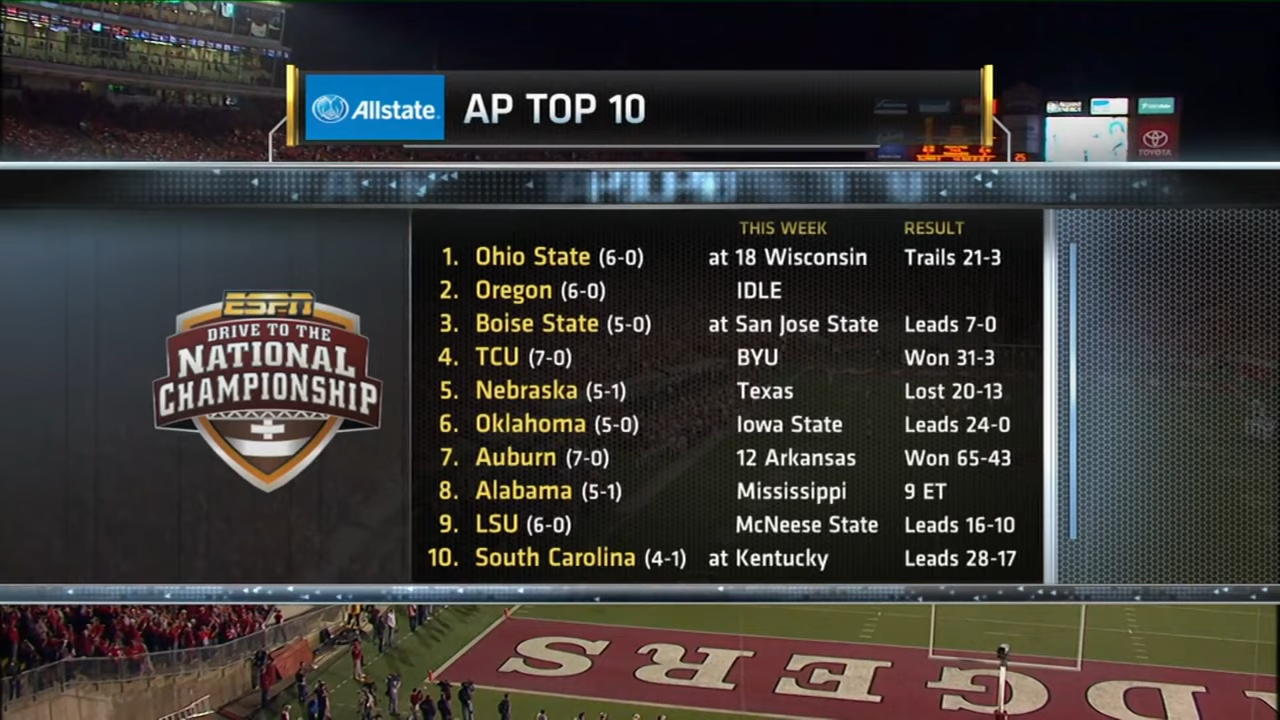 Allstate. AP TOP 10
TOYOTA
THIS WEEK RESULT
1. Ohio State (6-0) at 18 Wisconsin Trails 21-3
2. Oregon (6-0) IDLE
3. Boise State (5-0) at San Jose State Leads 7-0
4. TCU (7-0) BYU Won 31-3
5. Nebraska (5-1) Texas Lost 20-13
6. Oklahoma (5-0) Iowa State Leads 24-0
7. Auburn (7-0) 12 Arkansas Won 65-43
8. Alabama (5-1) Mississippi 9 ET
9. LSU (6-0) McNeese State Leads 16-10
10. South Carolina (4-1) at Kentucky Leads 28-17
ESPN
DRIVE TO THE
NATIONAL
CHAMPIONSHIP
DGERS